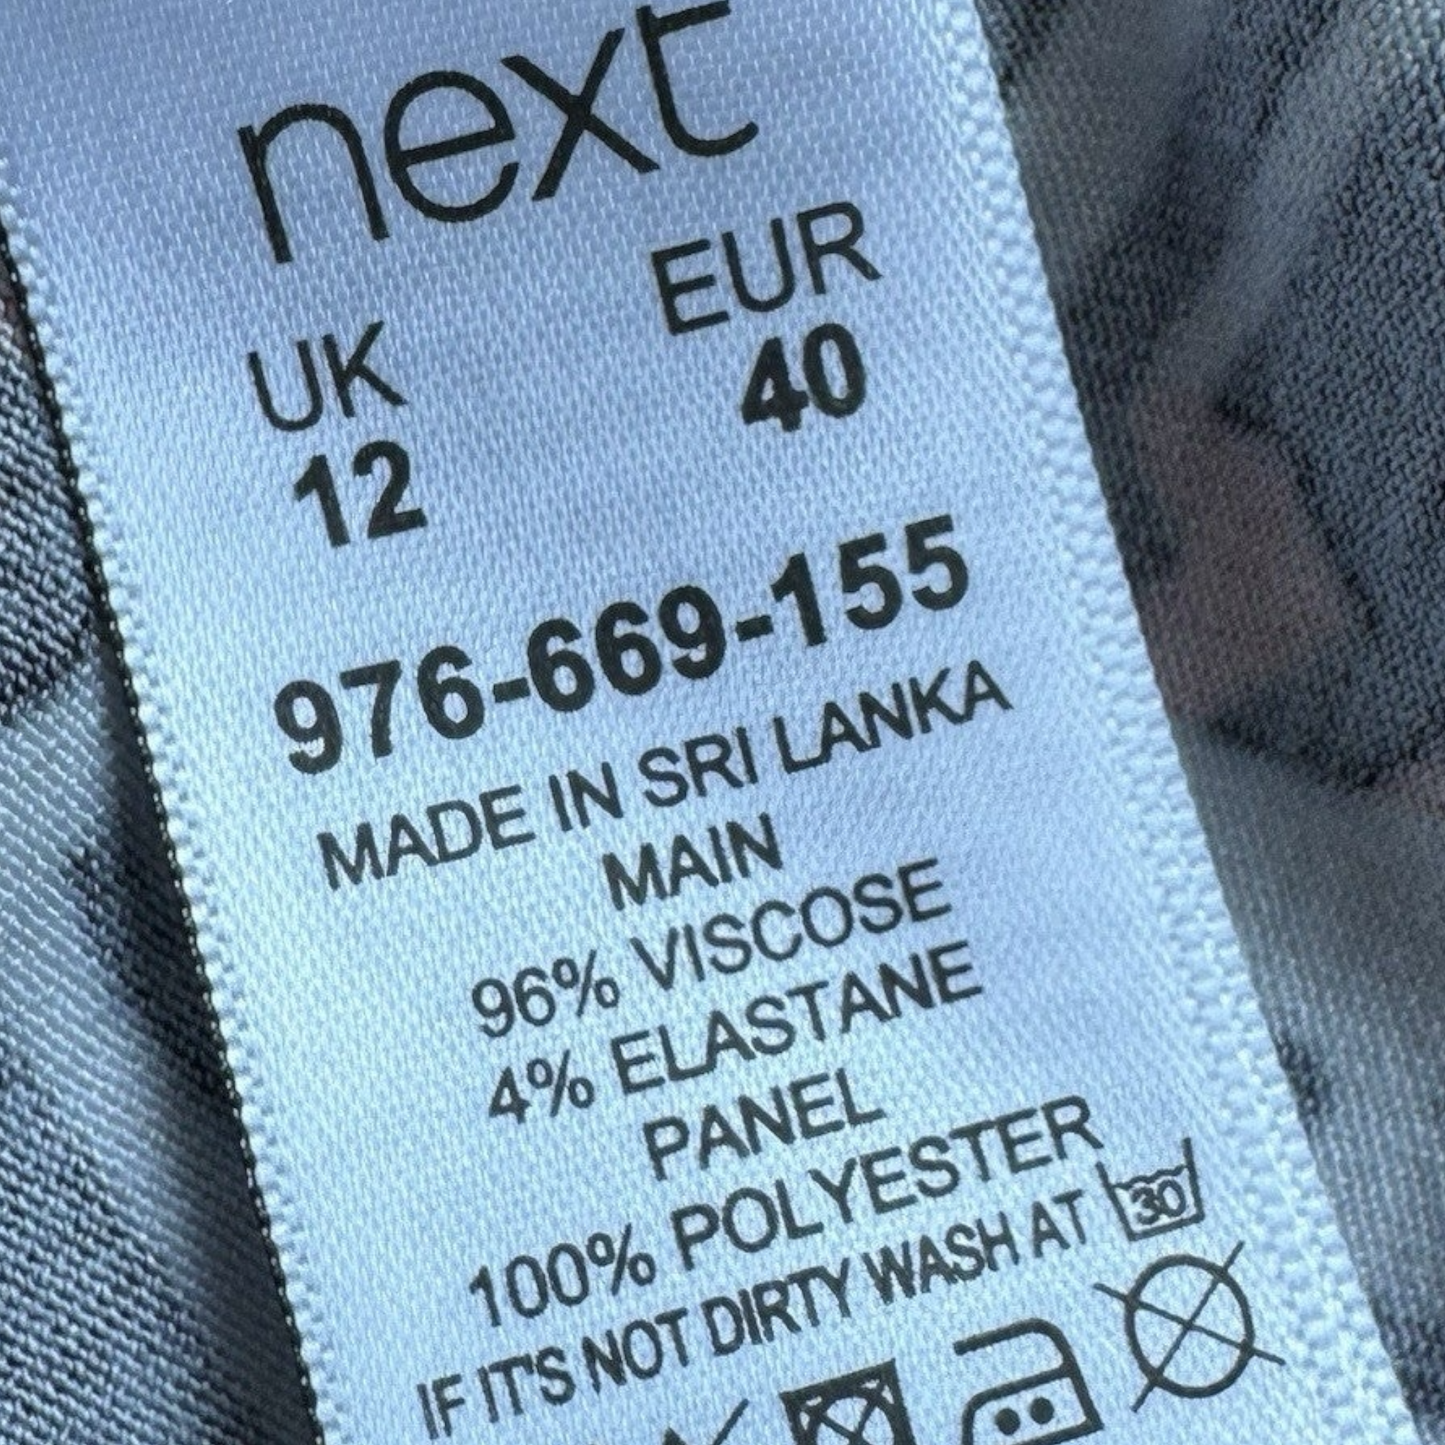 next
UK EUR
12 40
976-669-155
MADE IN SRI LANKA
MAIN
96% VISCOSE
4% ELASTANE
PANEL
100% POLYESTER
IF IT'S NOT DIRTY WASH AT 30